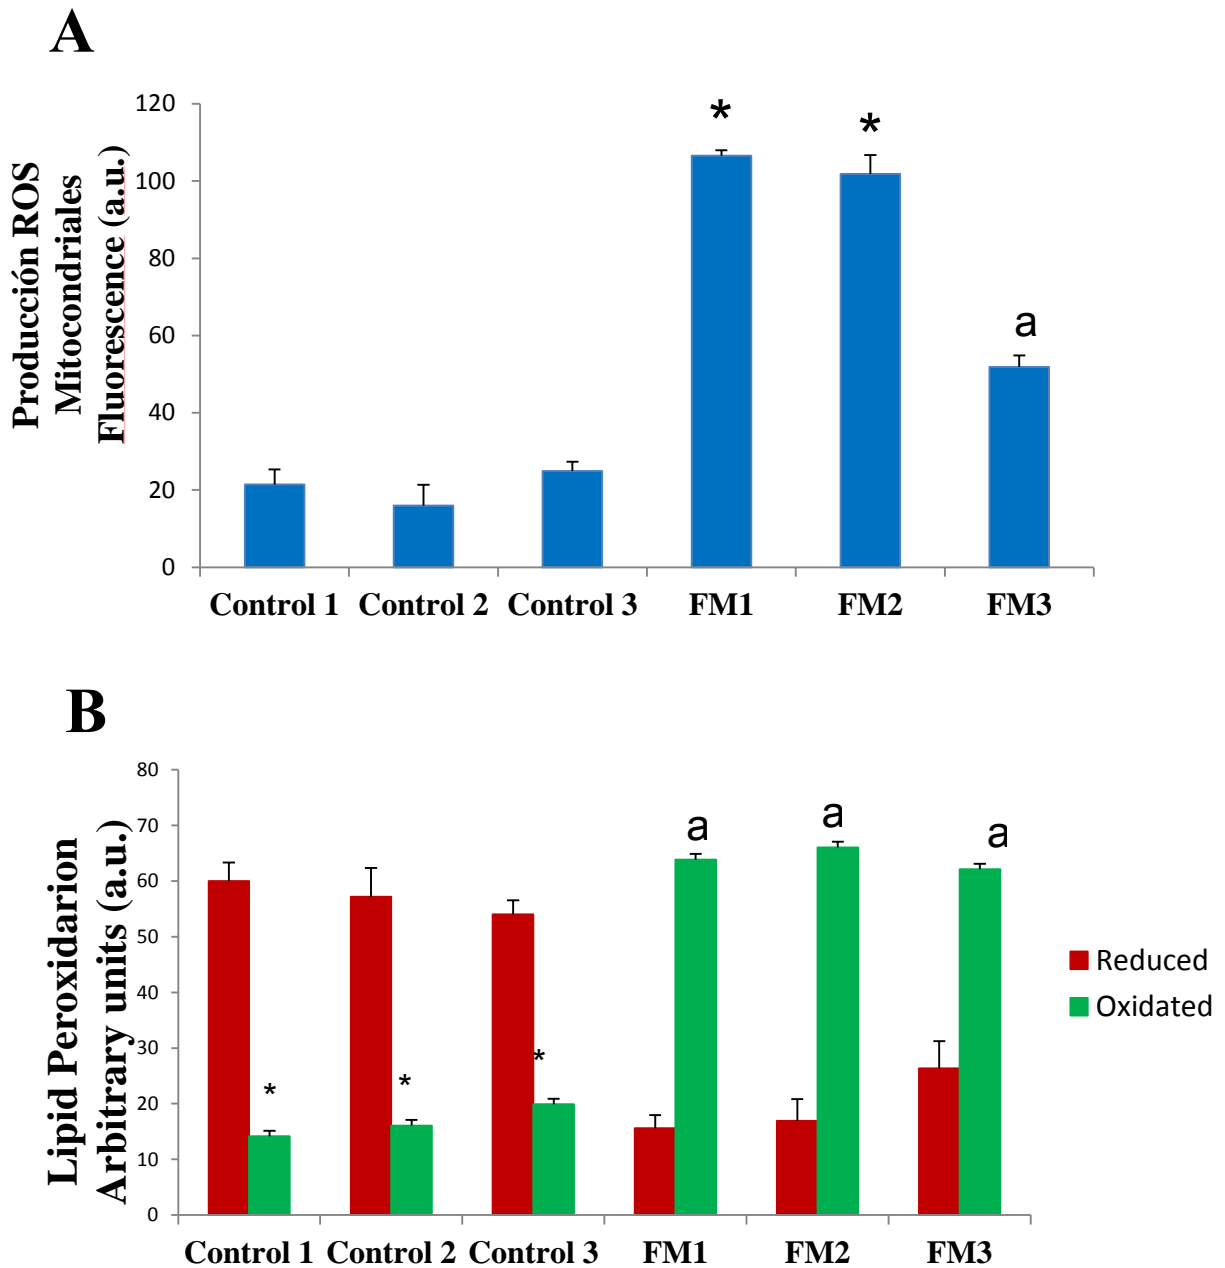 A
Producción ROS
Mitocondriales
Fluorescence (a.u.)
120
100
80
60
40
20
0
*
*
a
Control 1 Control 2 Control 3 FM1 FM2 FM3
B
Lipid Peroxidarion
Arbitrary units (a.u.)
80
70
60
50
40
30
20
10
0
*
*
*
a
a
a
Control 1 Control 2 Control 3 FM1 FM2 FM3
Reduced
Oxidated